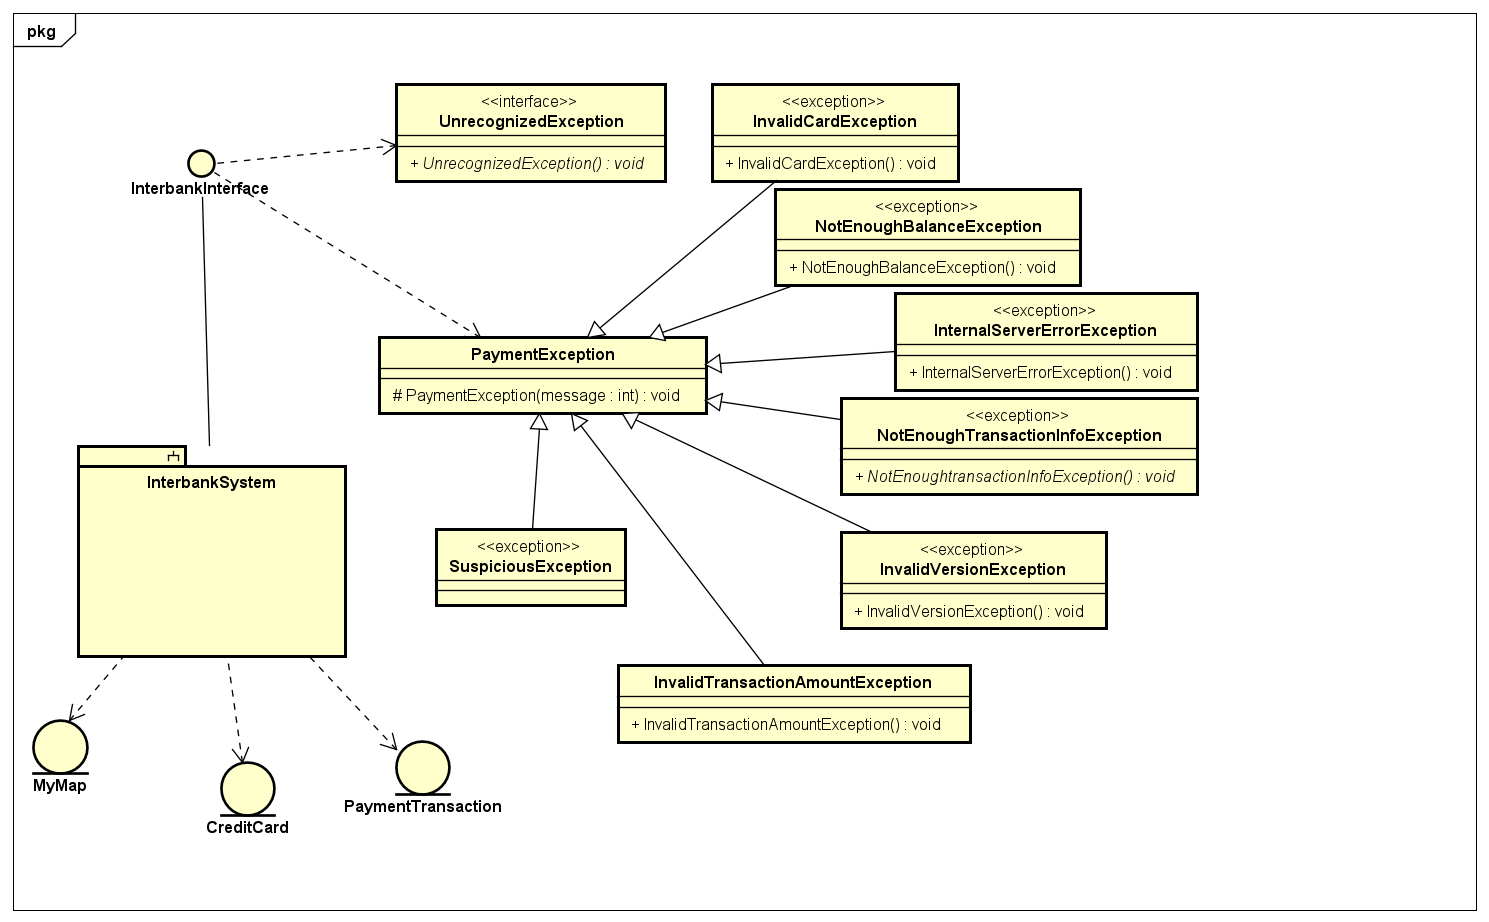 pkg
<<interface>>
UnrecognizedException
+ UnrecognizedException() : void
<<exception>>
InvalidCardException
+ InvalidCardException() : void
InterbankInterface
<<exception>>
NotEnoughBalanceException
+ NotEnoughBalanceException() : void
<<exception>>
InternalServerErrorException
+ InternalServerErrorException() : void
PaymentException
# PaymentException(message : int) : void
<<exception>>
NotEnoughTransactionInfoException
+ NotEnoughtransactionInfoException() : void
InterbankSystem
<<exception>>
SuspiciousException
<<exception>>
InvalidVersionException
+ InvalidVersionException() : void
InvalidTransactionAmountException
+ InvalidTransactionAmountException() : void
MyMap
CreditCard
PaymentTransaction